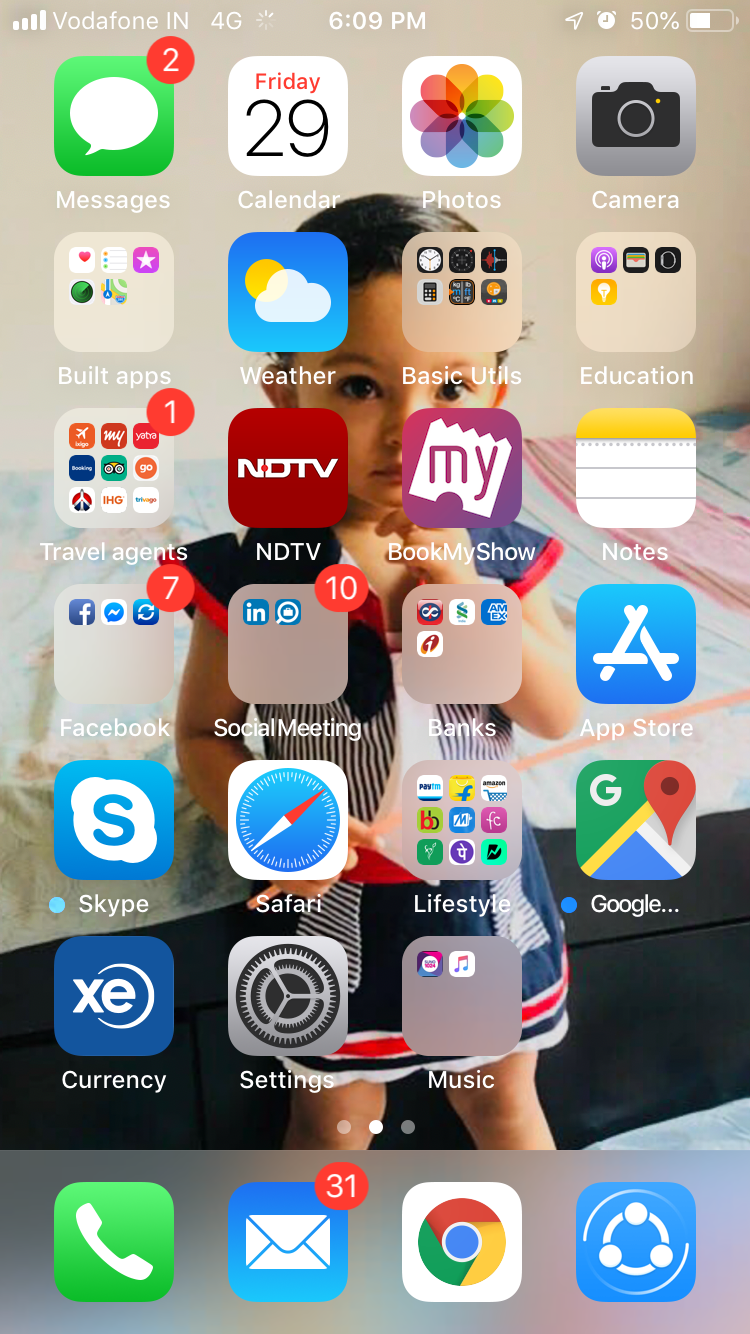 Vodafone IN 4G 6:09 PM 50%
2
Friday
29
Messages Calendar Photos Camera
Built apps Weather Basic Utils Education
1
ixigo my yatra
Booking go
IHG trivago
NDTV
my
Travel agents NDTV BookMyShow Notes
7 10
f in
AM
EX
Facebook SocialMeeting Banks App Store
S
Paytm f amazon
bb M fc
पे
G
Skype Safari Lifestyle Google...
xe
Currency Settings Music
31